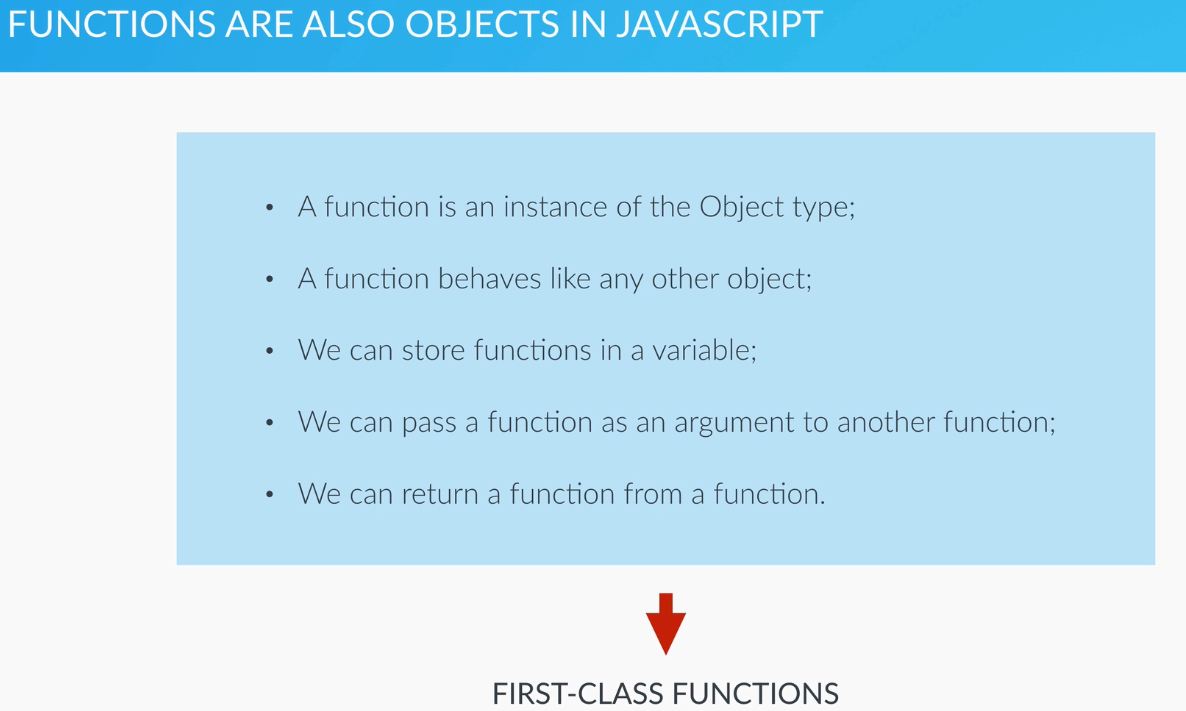 FUNCTIONS ARE ALSO OBJECTS IN JAVASCRIPT
• A function is an instance of the Object type;
• A function behaves like any other object;
• We can store functions in a variable;
• We can pass a function as an argument to another function;
• We can return a function from a function.
FIRST-CLASS FUNCTIONS